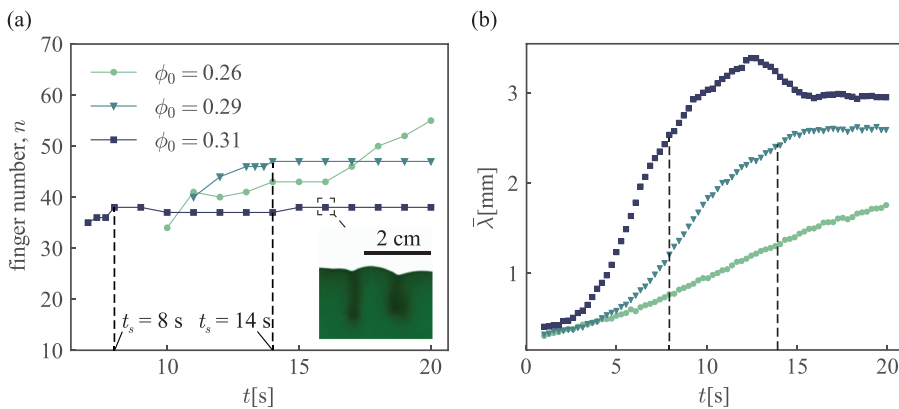 (a)
70
60
50
40
30
20
10
finger number, n
ϕ₀ = 0.26
ϕ₀ = 0.29
ϕ₀ = 0.31
2 cm
tₛ = 8 s
tₛ = 14 s
10
15
20
t[s]
(b)
3
2
1
λ̄[mm]
0
5
10
15
20
t[s]